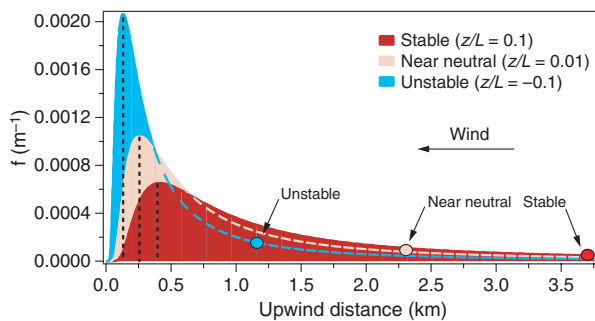 0.0020
0.0016
0.0012
0.0008
0.0004
0.0000
f (m⁻¹)
Stable (z/L = 0.1)
Near neutral (z/L = 0.01)
Unstable (z/L = –0.1)
Wind
Unstable
Near neutral Stable
0.0 0.5 1.0 1.5 2.0 2.5 3.0 3.5
Upwind distance (km)